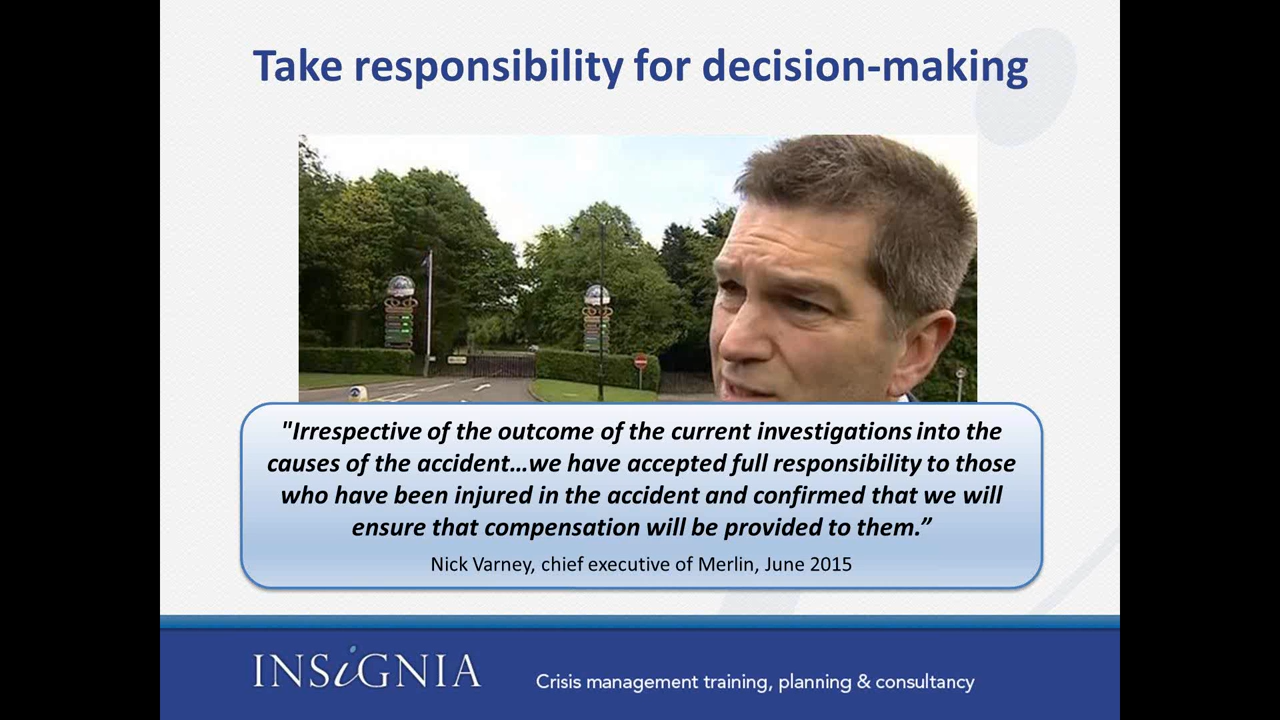 Take responsibility for decision-making
"Irrespective of the outcome of the current investigations into the
causes of the accident…we have accepted full responsibility to those
who have been injured in the accident and confirmed that we will
ensure that compensation will be provided to them.”
Nick Varney, chief executive of Merlin, June 2015
INSiGNIA
Crisis management training, planning & consultancy